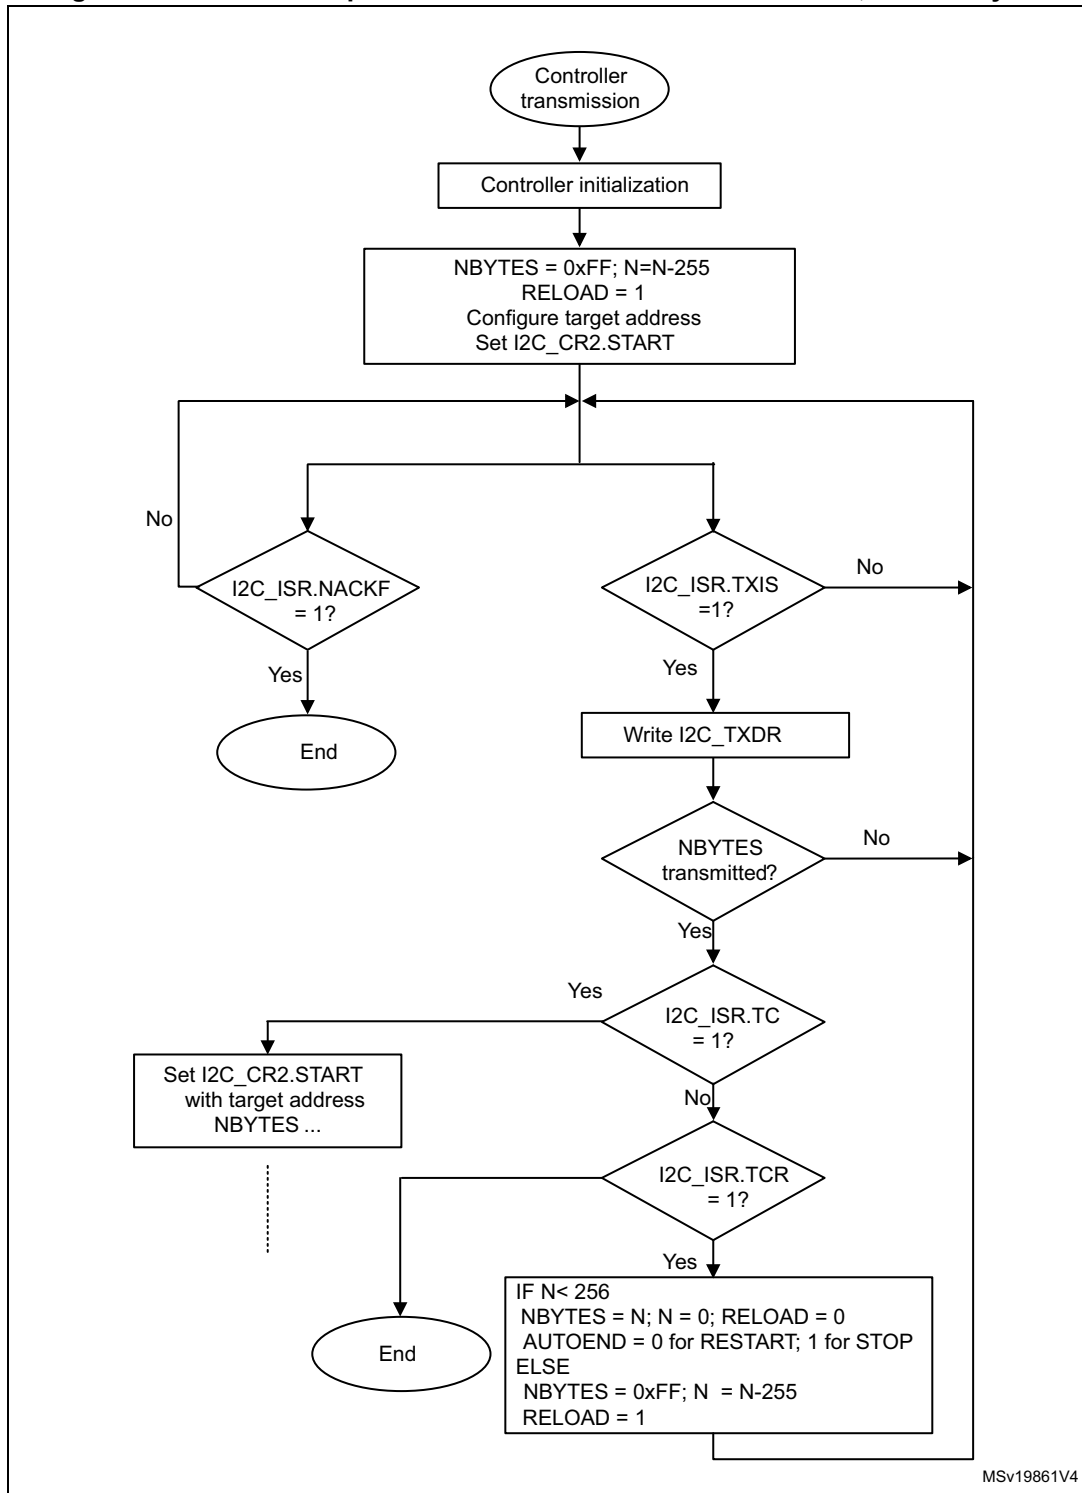 Controller
transmission
Controller initialization
NBYTES = 0xFF; N=N-255
RELOAD = 1
Configure target address
Set I2C_CR2.START
No
I2C_ISR.NACKF
= 1?
Yes
End
I2C_ISR.TXIS
=1?
No
Yes
Write I2C_TXDR
NBYTES
transmitted?
No
Yes
I2C_ISR.TC
= 1?
Yes
Set I2C_CR2.START
with target address
NBYTES ...
No
I2C_ISR.TCR
= 1?
Yes
End
IF N< 256
NBYTES = N; N = 0; RELOAD = 0
AUTOEND = 0 for RESTART; 1 for STOP
ELSE
NBYTES = 0xFF; N = N-255
RELOAD = 1
MSv19861V4